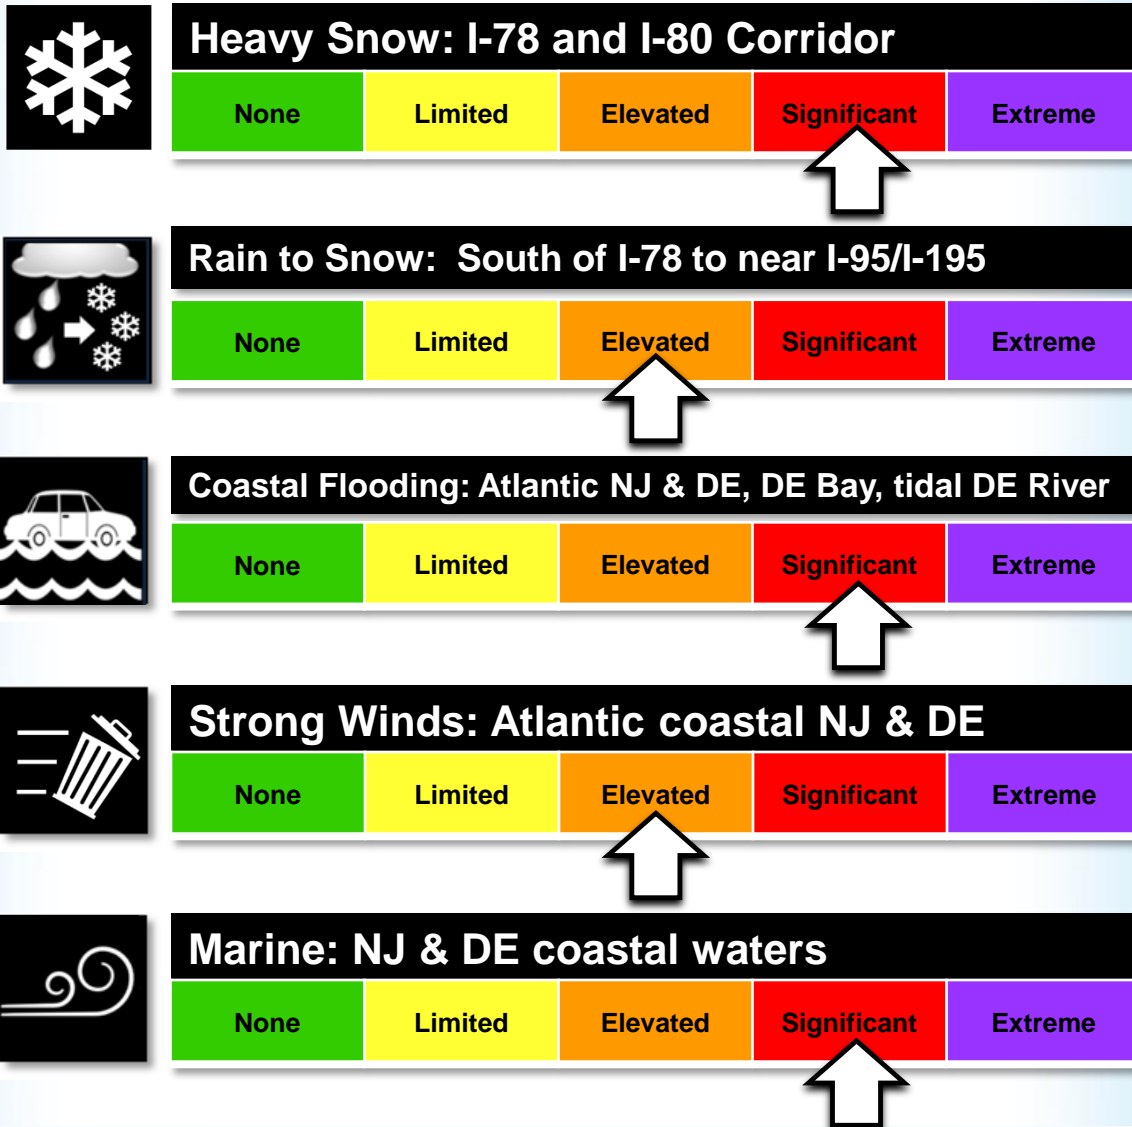 Heavy Snow: I-78 and I-80 Corridor
None Limited Elevated Significant Extreme
Rain to Snow:  South of I-78 to near I-95/I-195
None Limited Elevated Significant Extreme
Coastal Flooding: Atlantic NJ & DE, DE Bay, tidal DE River
None Limited Elevated Significant Extreme
Strong Winds: Atlantic coastal NJ & DE
None Limited Elevated Significant Extreme
Marine: NJ & DE coastal waters
None Limited Elevated Significant Extreme